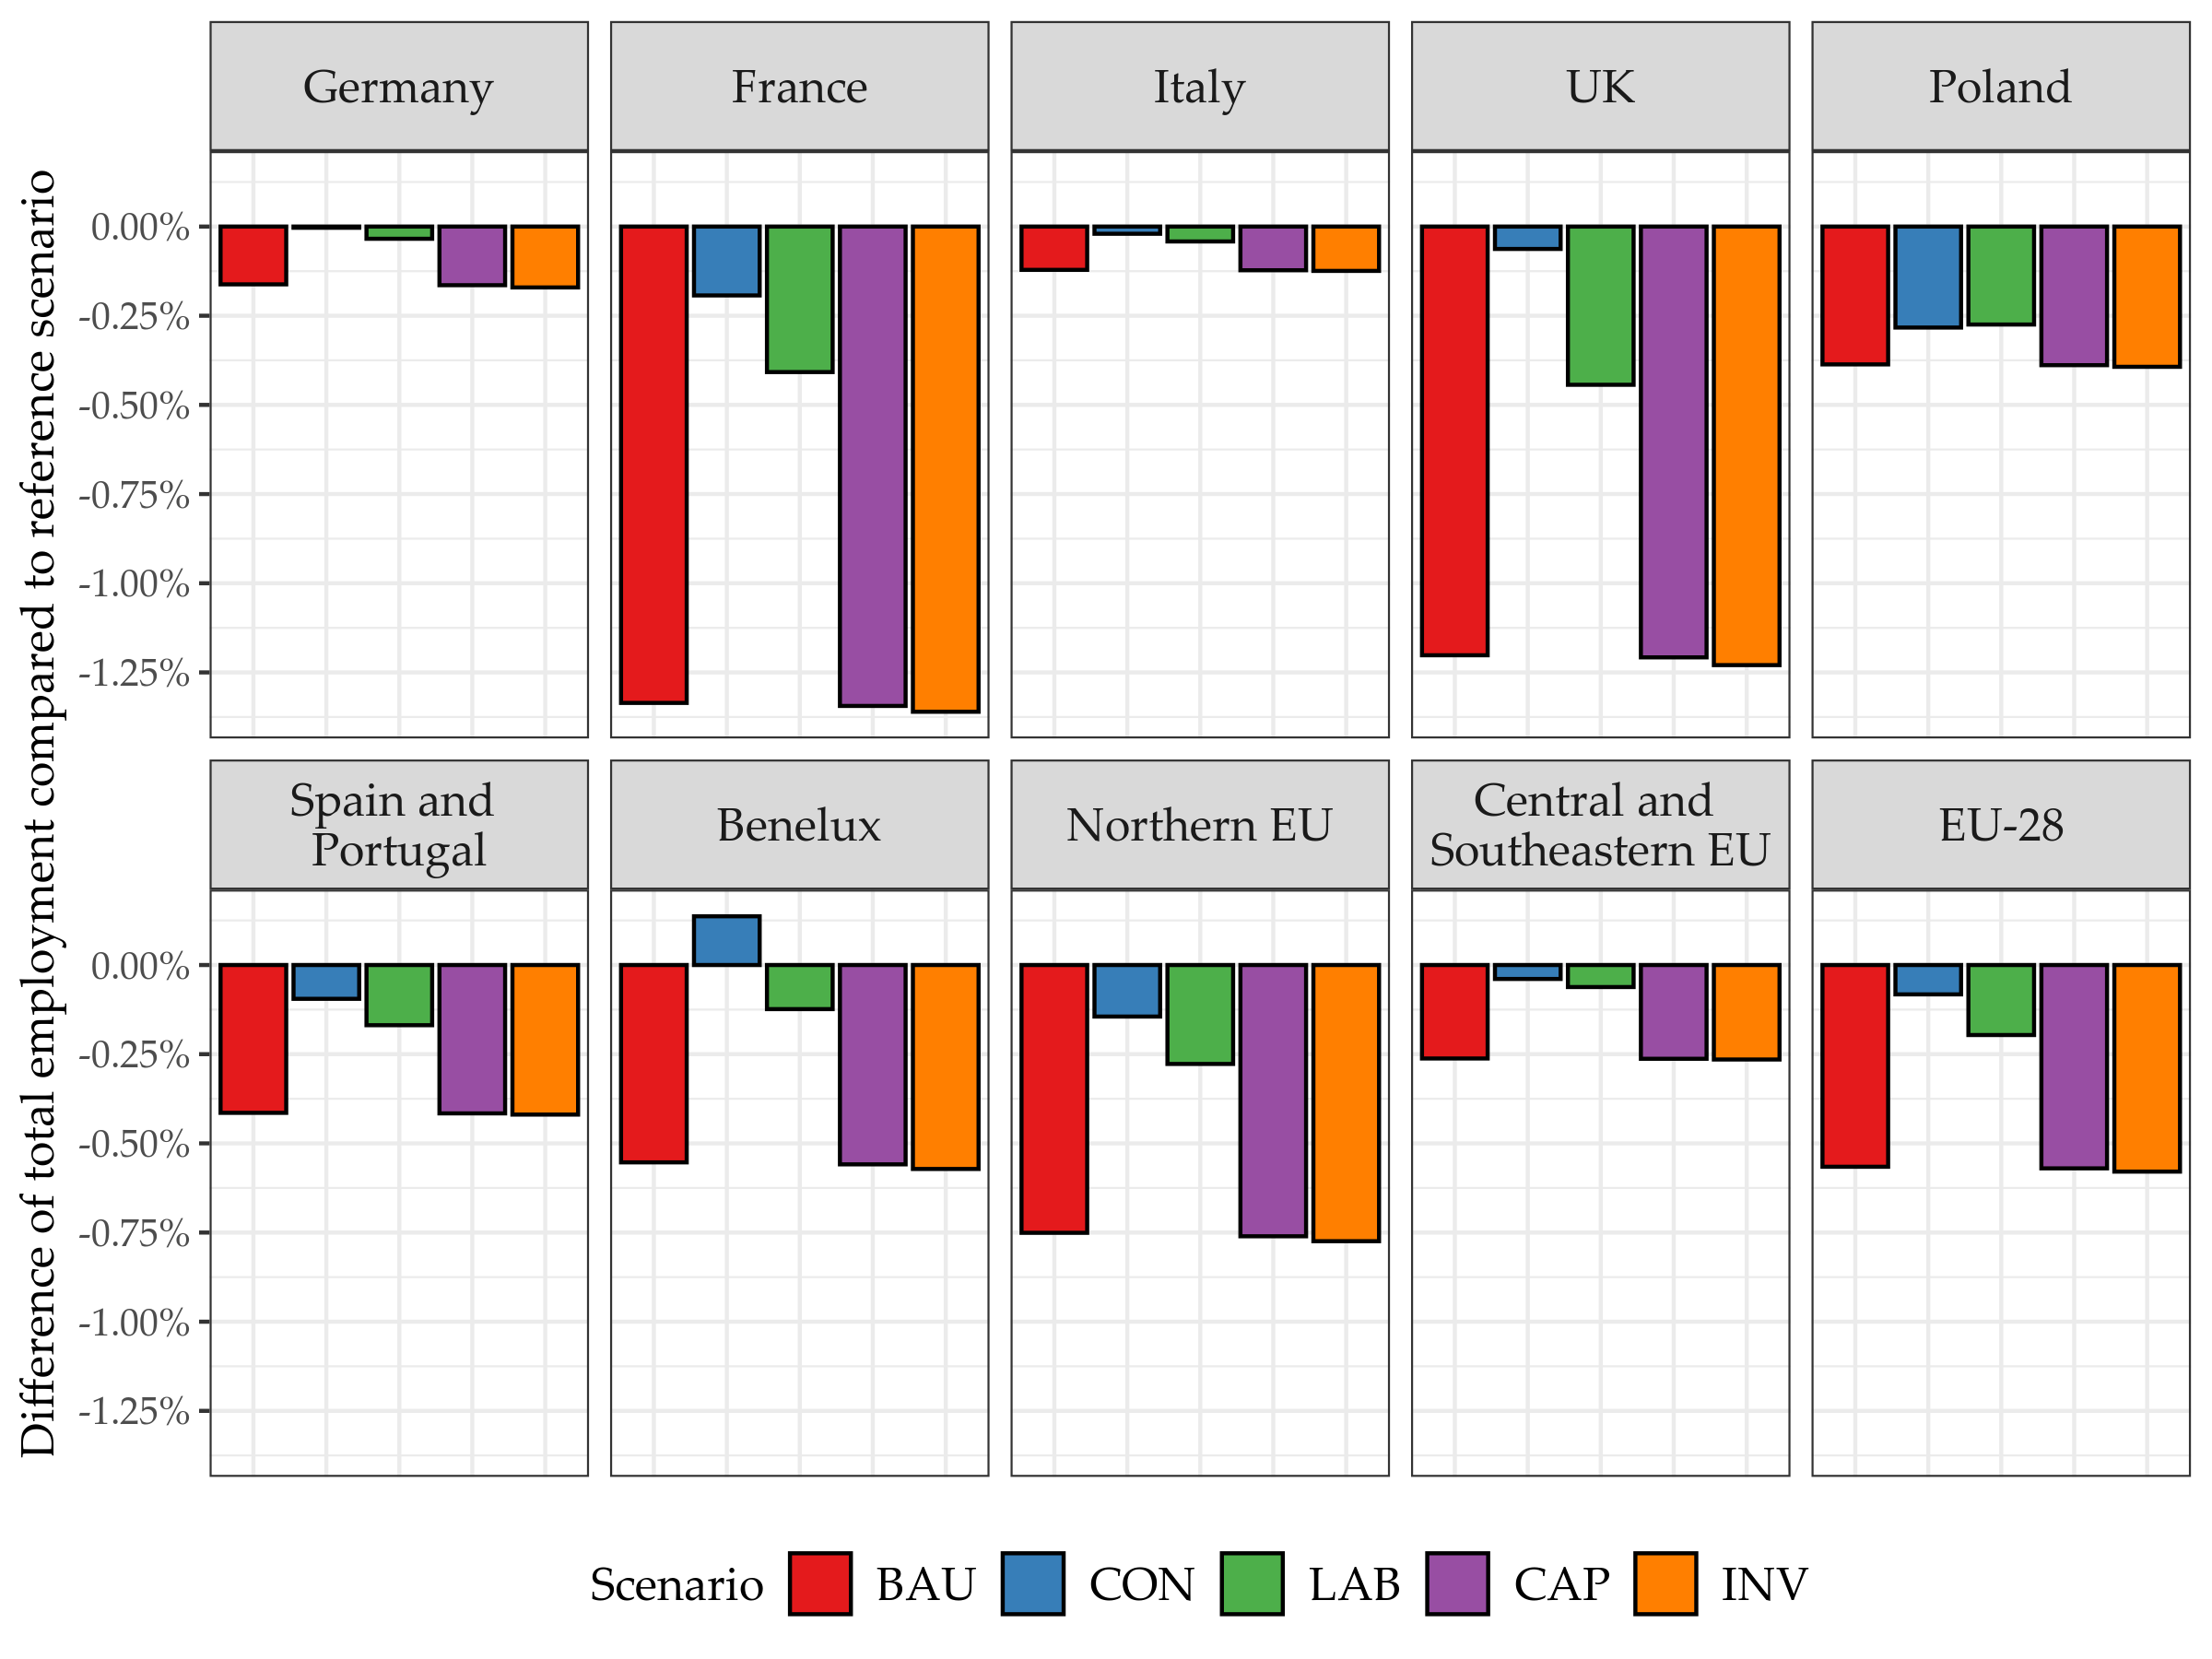 Difference of total employment compared to reference scenario
Germany
France
Italy
UK
Poland
0.00%
-0.25%
-0.50%
-0.75%
-1.00%
-1.25%
Spain and
Portugal
Benelux
Northern EU
Central and
Southeastern EU
EU-28
0.00%
-0.25%
-0.50%
-0.75%
-1.00%
-1.25%
Scenario BAU CON LAB CAP INV